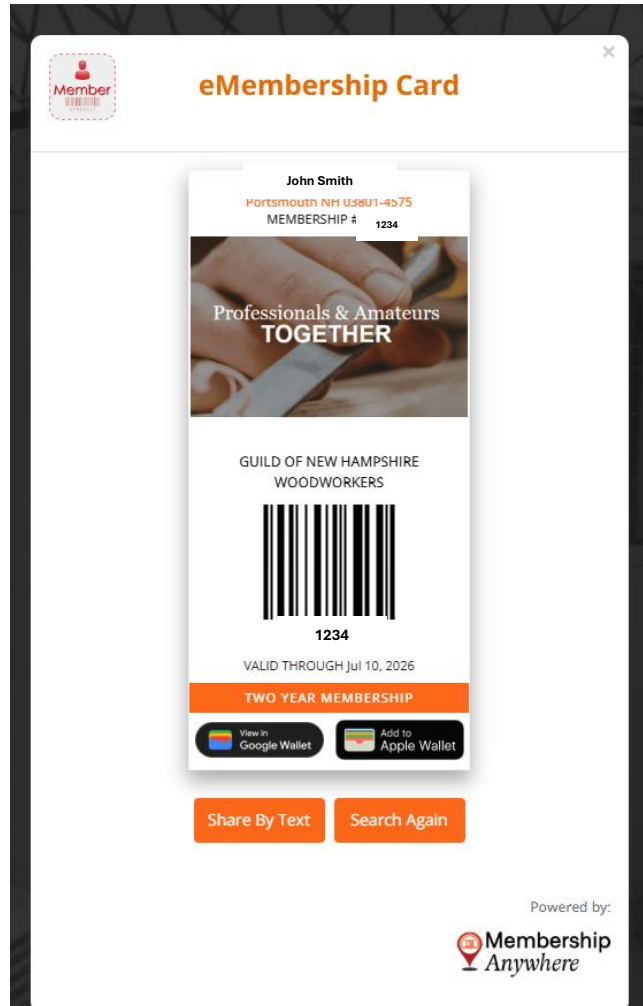 ×
Member
eMembership Card
John Smith
Portsmouth NH 03801-4575
MEMBERSHIP # 1234
Professionals & Amateurs
TOGETHER
GUILD OF NEW HAMPSHIRE
WOODWORKERS
1234
VALID THROUGH Jul 10, 2026
TWO YEAR MEMBERSHIP
View in
Google Wallet
Add to
Apple Wallet
Share By Text
Search Again
Powered by:
Membership
Anywhere